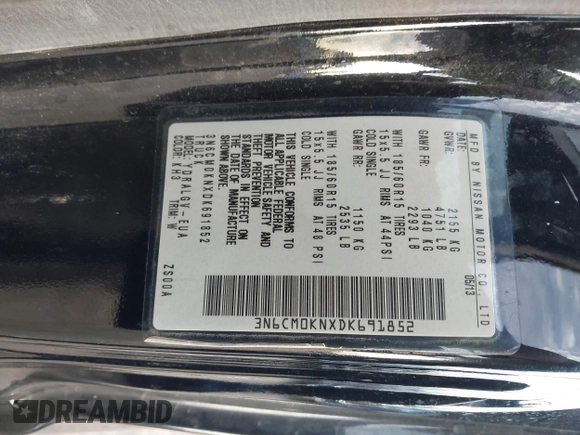 MFD BY NISSAN MOTOR CO., LTD
05/13
GVWR: 2155 KG
4751 LB
GAWR FR: 1040 KG
2293 LB
WITH 185/60R15 TIRES
15x5.5 JJ RIMS AT 44PSI
COLD SINGLE
GAWR RR: 1150 KG
2535 LB
WITH 185/60R15 TIRES
15x5.5 JJ RIMS AT 48 PSI
COLD SINGLE
THIS VEHICLE CONFORMS TO
ALL APPLICABLE FEDERAL
MOTOR VEHICLE SAFETY AND
THEFT PREVENTION
STANDARDS IN EFFECT ON
THE DATE OF MANUFACTURE
SHOWN ABOVE.
3N6CM0KNXDK691852
TRUCK
MODEL: YDRALGV-EUA
COLOR: KH3 TRIM: W
ZS00A
3N6CM0KNXDK691852
DREAMBID